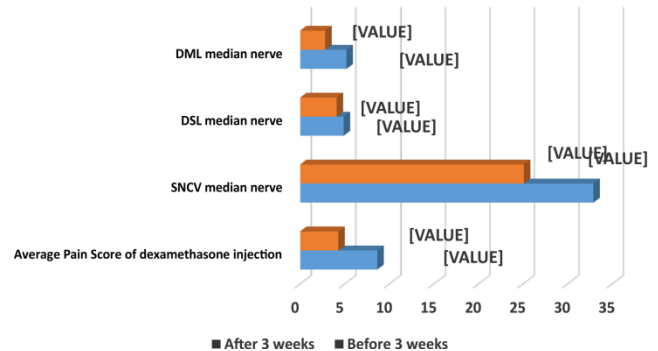 DML median nerve
[VALUE]
[VALUE]
DSL median nerve
[VALUE]
[VALUE]
SNCV median nerve
[VALUE]
[VALUE]
Average Pain Score of dexamethasone injection
[VALUE]
[VALUE]
0 5 10 15 20 25 30 35
After 3 weeks Before 3 weeks